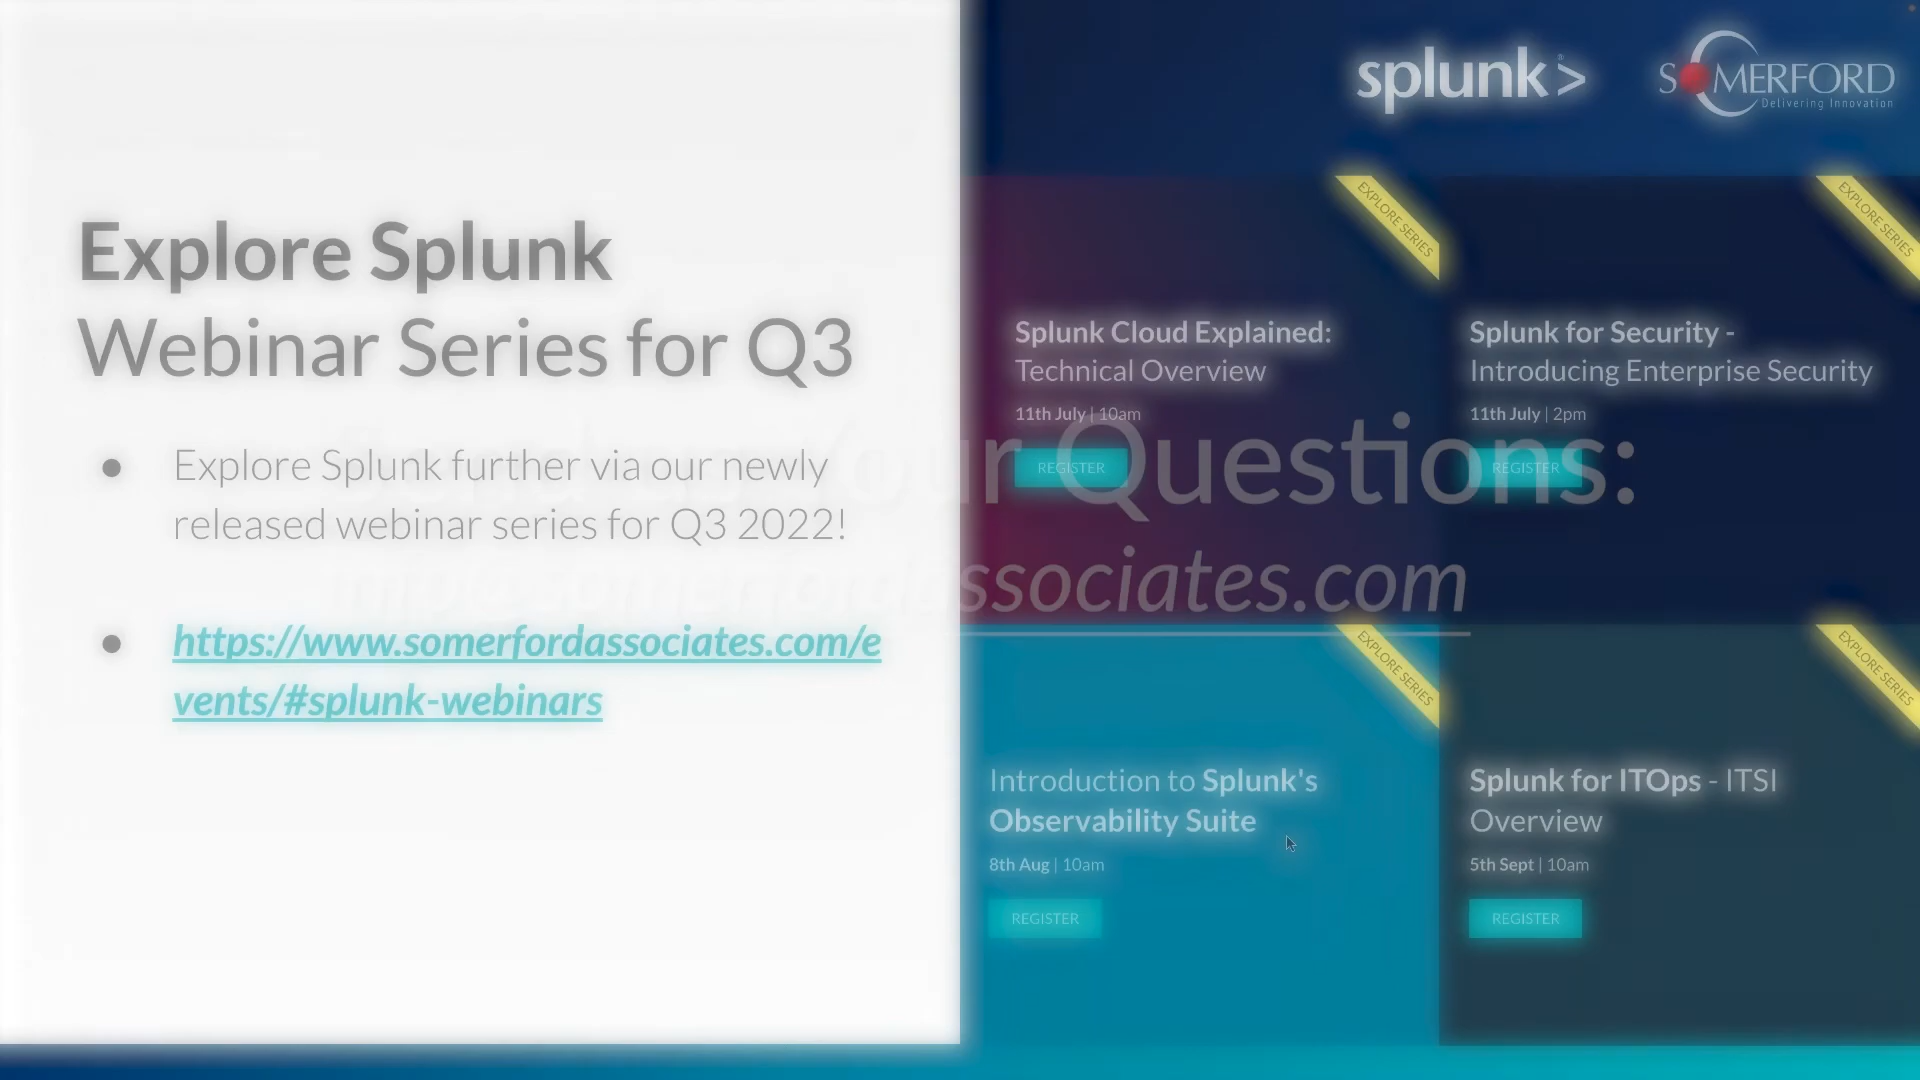 splunk>
SOMERFORD
Delivering Innovation
Explore Splunk
Webinar Series for Q3
Explore Splunk further via our newly
released webinar series for Q3 2022!
https://www.somerfordassociates.com/e
vents/#splunk-webinars
EXPLORE SERIES
Splunk Cloud Explained:
Technical Overview
11th July | 10am
REGISTER
EXPLORE SERIES
Splunk for Security -
Introducing Enterprise Security
11th July | 2pm
REGISTER
Your Questions:
somerfordassociates.com
EXPLORE SERIES
Introduction to Splunk's
Observability Suite
8th Aug | 10am
REGISTER
EXPLORE SERIES
Splunk for ITOps - ITSI
Overview
5th Sept | 10am
REGISTER